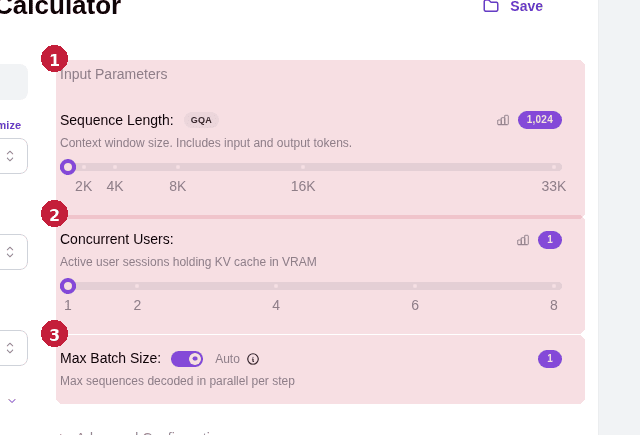 Calculator
Save
1
Input Parameters
Sequence Length: GQA 1,024
Context window size. Includes input and output tokens.
2K 4K 8K 16K 33K
mize
2
Concurrent Users: 1
Active user sessions holding KV cache in VRAM
1 2 4 6 8
3
Max Batch Size: Auto 1
Max sequences decoded in parallel per step